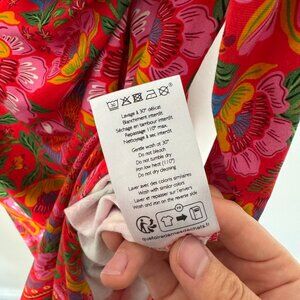 Lavage à 30° délicat
Blanchiment interdit
Séchage en tambour interdit
Repassage 110° max.
Nettoyage à sec interdit
Gentle wash at 30°
Do not bleach
Do not tumble dry
Iron low heat (110°)
Do not dry cleaning
Laver avec des couleurs similaires
Wash with similar colors
Laver et repasser sur l'envers
Wash and iron on the reverse side
FR